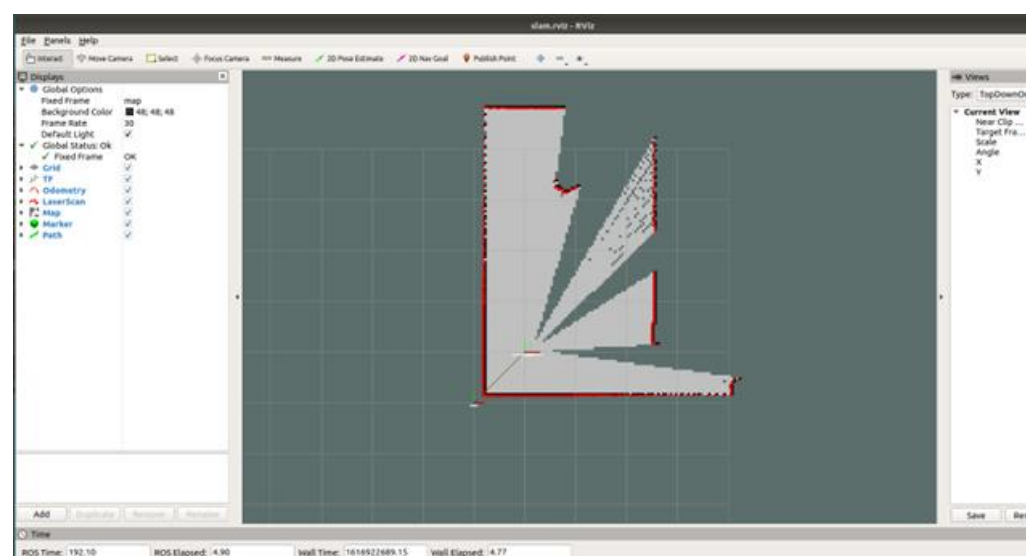 slam.rviz - RViz
File Panels Help
Interact Move Camera Select Focus Camera Measure 2D Pose Estimate 2D Nav Goal Publish Point
Displays
Global Options
Fixed Frame map
Background Color 48; 48; 48
Frame Rate 30
Default Light
Global Status: Ok
Fixed Frame OK
Grid
TF
Odometry
LaserScan
Map
Marker
Path
Add Duplicate Remove Rename
Views
Type: TopDownO
Current View
Near Clip ...
Target Fra...
Scale
Angle
X
Y
Save Re
Time
ROS Time: 192.10 ROS Elapsed: 4.90 Wall Time: 1616922689.15 Wall Elapsed: 4.77